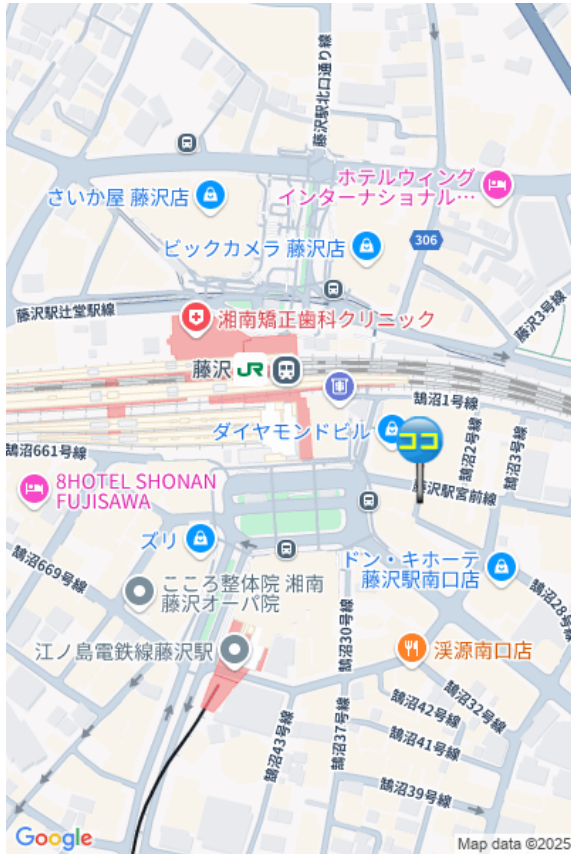 藤沢駅北口通り線
さいか屋 藤沢店
ホテルウィング
インターナショナル…
ビックカメラ 藤沢店
306
藤沢駅辻堂駅線
湘南矯正歯科クリニック
藤沢3号線
藤沢
JR
鵠沼1号線
ダイヤモンドビル
ココ
鵠沼2号線
鵠沼3号線
鵠沼661号線
8HOTEL SHONAN
FUJISAWA
藤沢駅宮前線
ズリ
ドン・キホーテ
藤沢駅南口店
鵠沼669号線
こころ整体院 湘南
藤沢オーパ院
鵠沼28号線
鵠沼30号線
江ノ島電鉄線藤沢駅
渓源南口店
鵠沼32号線
鵠沼42号線
鵠沼43号線
鵠沼37号線
鵠沼41号線
鵠沼39号線
Google
Map data ©2025